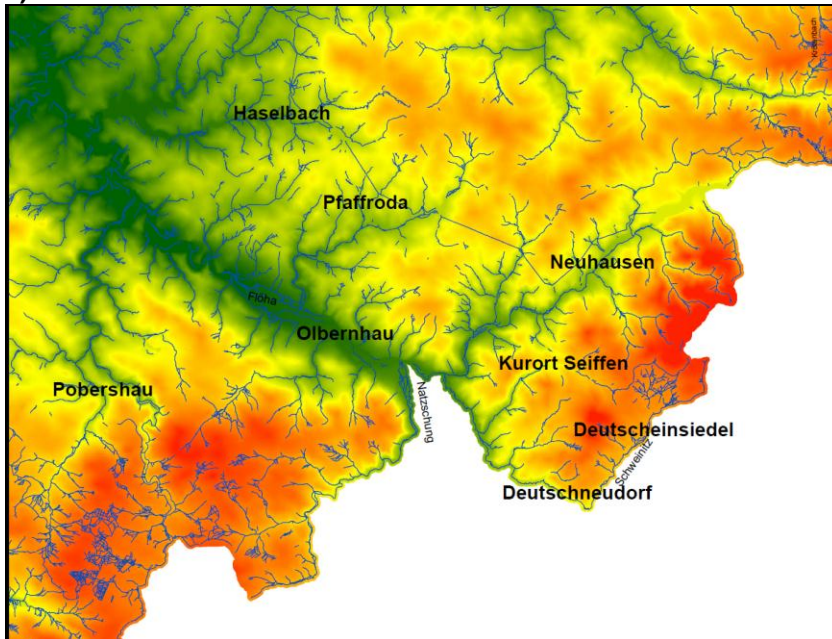 Haselbach
Pfaffroda
Neuhausen
Flöha
Olbernhau
Kurort Seiffen
Pobershau
Natzschung
Deutscheinsiedel
Schweinitz
Deutschneudorf